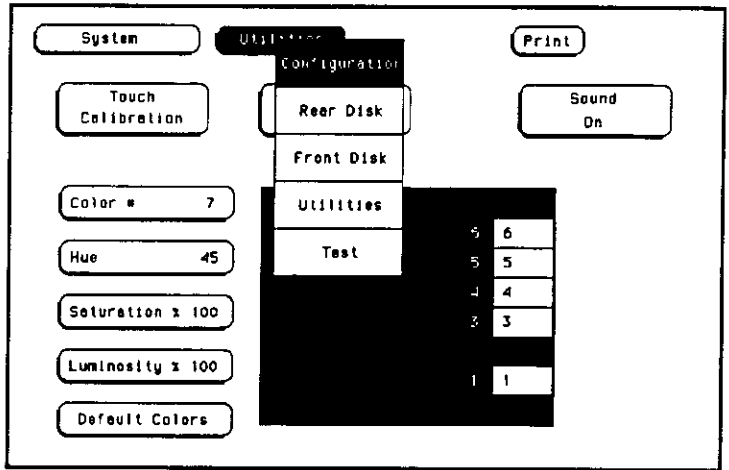 System
Utilities
Print
Configuration
Touch
Calibration
Rear Disk
Sound
On
Front Disk
Color # 7
Utilities
6 6
Hue 45
Test
5 5
4 4
Saturation % 100
3 3
Luminosity % 100
1 1
Default Colors